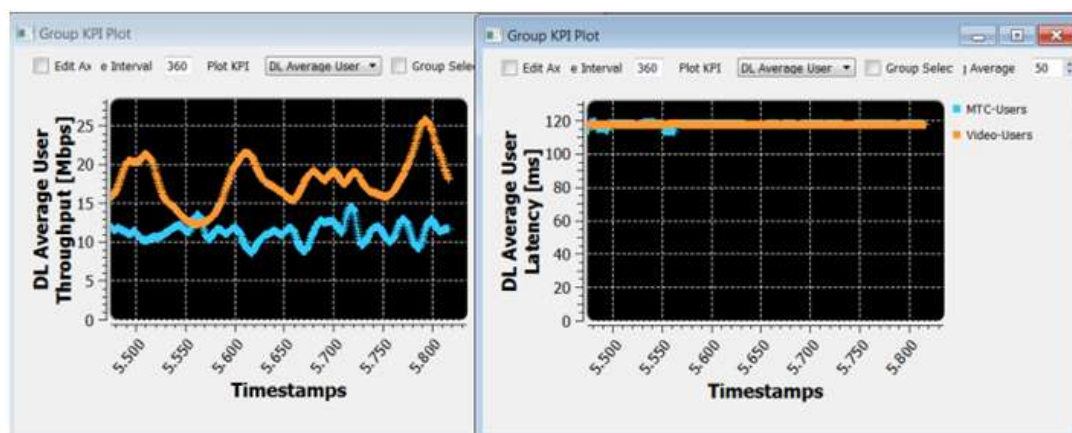 Group KPI Plot
Edit Ax e Interval 360 Plot KPI DL Average User Group Selec
DL Average User
Throughput [Mbps]
25
20
15
10
5
0
5.500 5.550 5.600 5.650 5.700 5.750 5.800
Timestamps
Group KPI Plot
Edit Ax e Interval 360 Plot KPI DL Average User Group Selec Average 50
DL Average User
Latency [ms]
120
100
80
60
40
20
0
5.500 5.550 5.600 5.650 5.700 5.750 5.800
Timestamps
MTC-Users
Video-Users